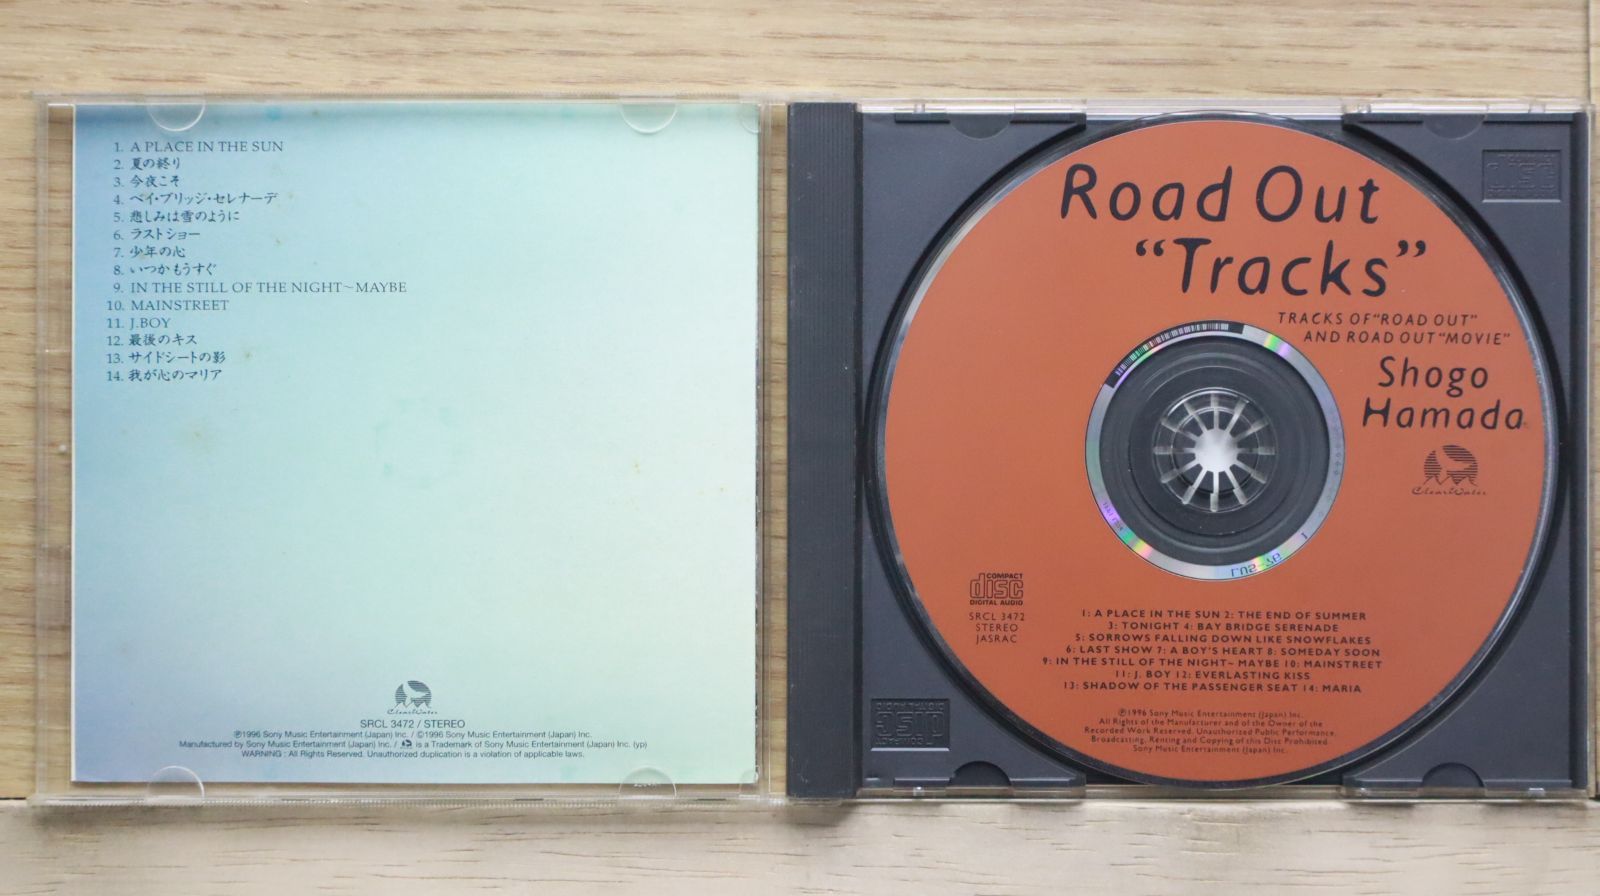 1. A PLACE IN THE SUN
2. 夏の終り
3. 今夜こそ
4. ベイ・ブリッジ・セレナーデ
5. 悲しみは雪のように
6. ラストショー
7. 少年の心
8. いつかもうすぐ
9. IN THE STILL OF THE NIGHT~MAYBE
10. MAINSTREET
11. J.BOY
12. 最後のキス
13. サイドシートの影
14. 我が心のマリア
ClearWater
SRCL 3472 / STEREO
℗1996 Sony Music Entertainment (Japan) Inc. / ©1996 Sony Music Entertainment (Japan) Inc.
Manufactured by Sony Music Entertainment (Japan) Inc. / is a Trademark of Sony Music Entertainment (Japan) Inc. (yp)
WARNING : All Rights Reserved. Unauthorized duplication is a violation of applicable laws.
Road Out
“Tracks”
TRACKS OF “ROAD OUT”
AND ROAD OUT “MOVIE”
Shogo
Hamada
ClearWater
COMPACT
disc
DIGITAL AUDIO
SRCL 3472
STEREO
JASRAC
1: A PLACE IN THE SUN 2: THE END OF SUMMER
3: TONIGHT 4: BAY BRIDGE SERENADE
5: SORROWS FALLING DOWN LIKE SNOWFLAKES
6: LAST SHOW 7: A BOY'S HEART 8: SOMEDAY SOON
9: IN THE STILL OF THE NIGHT~ MAYBE 10: MAINSTREET
11: J. BOY 12: EVERLASTING KISS
13: SHADOW OF THE PASSENGER SEAT 14: MARIA
℗1996 Sony Music Entertainment (Japan) Inc.
All Rights of the Manufacturer and of the Owner of the
Recorded Work Reserved. Unauthorized Public Performance,
Broadcasting, Renting and Copying of this Disc Prohibited.
Sony Music Entertainment (Japan) Inc.